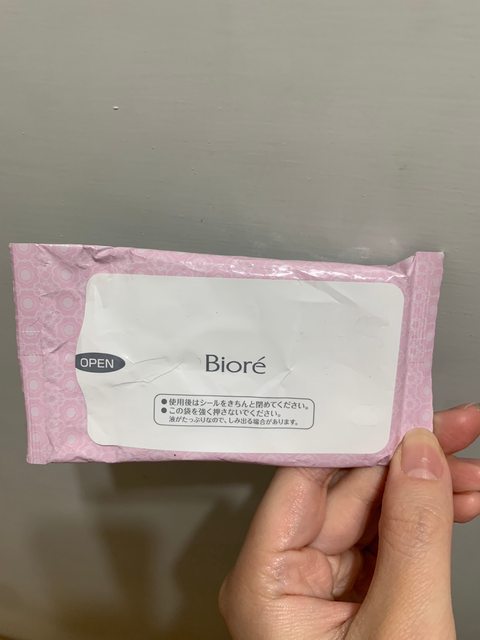 OPEN
Bioré
●使用後はシールをきちんと閉めてください。
●この袋を強く押さないでください。
液がたっぷりなので、しみ出る場合があります。